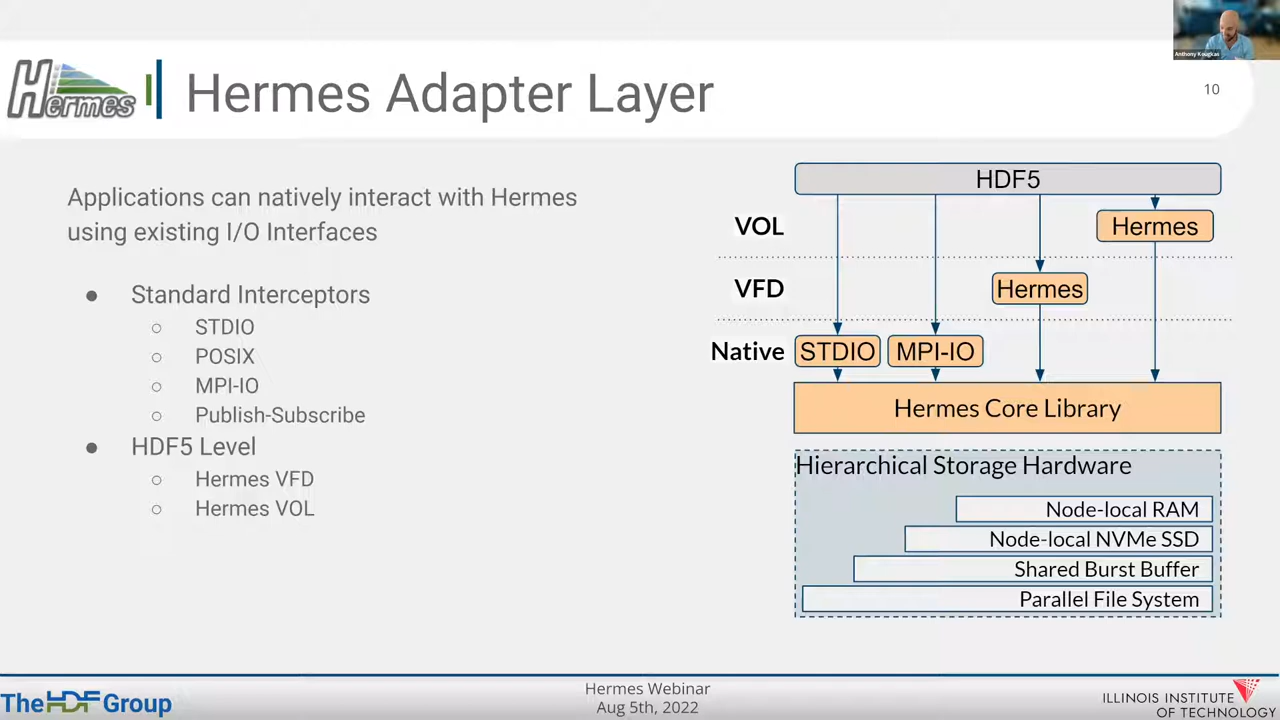 Anthony Kougkas
Hermes
Hermes Adapter Layer
10
Applications can natively interact with Hermes
using existing I/O Interfaces
● Standard Interceptors
○ STDIO
○ POSIX
○ MPI-IO
○ Publish-Subscribe
● HDF5 Level
○ Hermes VFD
○ Hermes VOL
HDF5
VOL
Hermes
VFD
Hermes
Native
STDIO
MPI-IO
Hermes Core Library
Hierarchical Storage Hardware
Node-local RAM
Node-local NVMe SSD
Shared Burst Buffer
Parallel File System
The HDF Group
Hermes Webinar
Aug 5th, 2022
ILLINOIS INSTITUTE
OF TECHNOLOGY